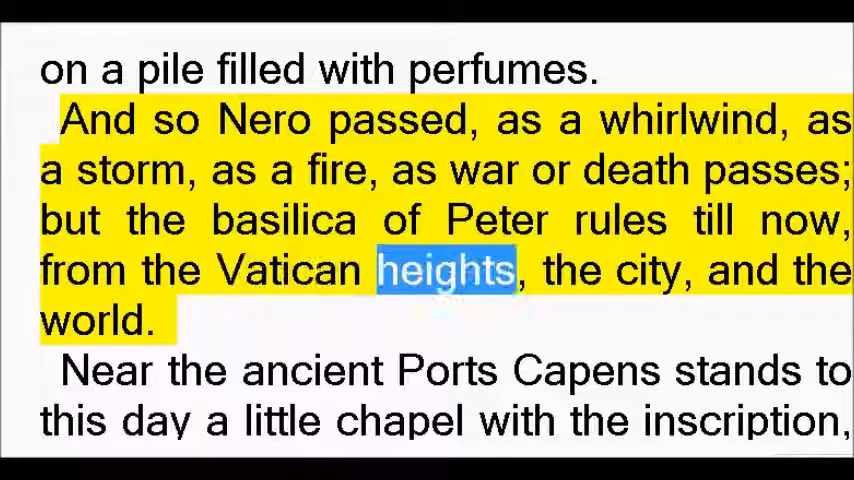 on a pile filled with perfumes.
And so Nero passed, as a whirlwind, as
a storm, as a fire, as war or death passes;
but the basilica of Peter rules till now,
from the Vatican heights, the city, and the
world.
Near the ancient Ports Capens stands to
this day a little chapel with the inscription,